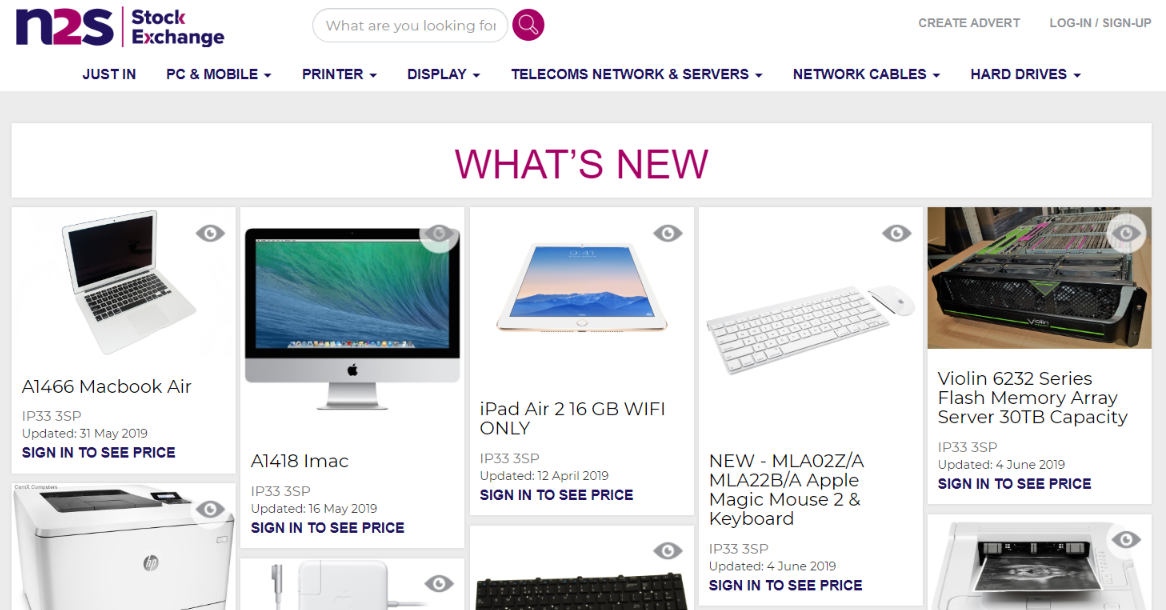 n2s Stock
Exchange
What are you looking for
CREATE ADVERT LOG-IN / SIGN-UP
JUST IN PC & MOBILE PRINTER DISPLAY TELECOMS NETWORK & SERVERS NETWORK CABLES HARD DRIVES
WHAT'S NEW
A1466 Macbook Air
IP33 3SP
Updated: 31 May 2019
SIGN IN TO SEE PRICE
A1418 Imac
IP33 3SP
Updated: 16 May 2019
SIGN IN TO SEE PRICE
9:41
iPad Air 2 16 GB WIFI
ONLY
IP33 3SP
Updated: 12 April 2019
SIGN IN TO SEE PRICE
NEW - MLA02Z/A
MLA22B/A Apple
Magic Mouse 2 &
Keyboard
IP33 3SP
Updated: 4 June 2019
SIGN IN TO SEE PRICE
Violin
Violin 6232 Series
Flash Memory Array
Server 30TB Capacity
IP33 3SP
Updated: 4 June 2019
SIGN IN TO SEE PRICE
hp